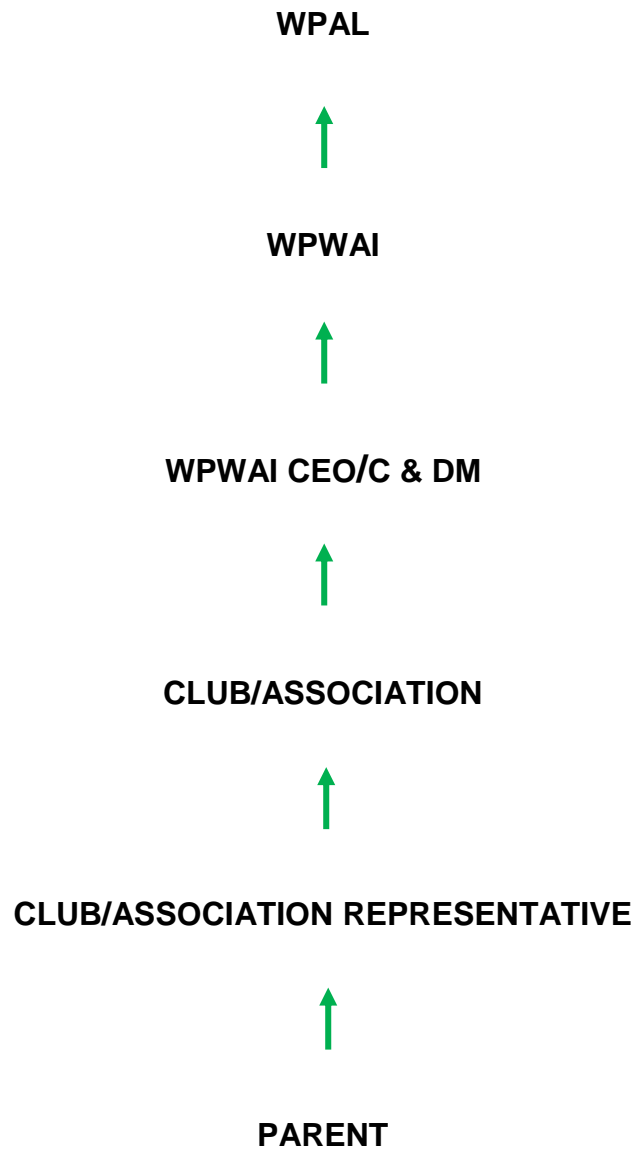 WPAL
WPWAI
WPWAI CEO/C & DM
CLUB/ASSOCIATION
CLUB/ASSOCIATION REPRESENTATIVE
PARENT